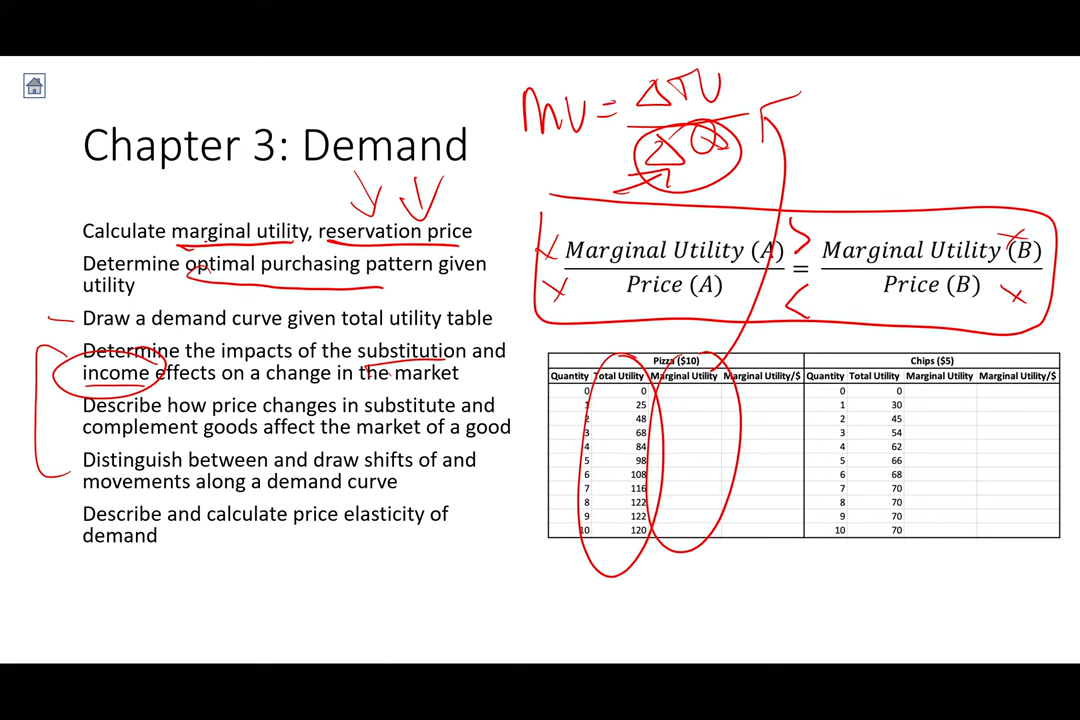 Chapter 3: Demand
Calculate marginal utility, reservation price
Determine optimal purchasing pattern given
utility
Draw a demand curve given total utility table
Determine the impacts of the substitution and
income effects on a change in the market
Describe how price changes in substitute and
complement goods affect the market of a good
Distinguish between and draw shifts of and
movements along a demand curve
Describe and calculate price elasticity of
demand
MU = ΔTU
ΔQ
> 
Marginal Utility (A) = Marginal Utility (B)
Price (A) Price (B)
<
Pizza ($10) Chips ($5)
Quantity Total Utility Marginal Utility Marginal Utility/$ Quantity Total Utility Marginal Utility Marginal Utility/$
0 0 0 0
1 25 1 30
2 48 2 45
3 68 3 54
4 84 4 62
5 98 5 66
6 108 6 68
7 116 7 70
8 122 8 70
9 122 9 70
10 120 10 70